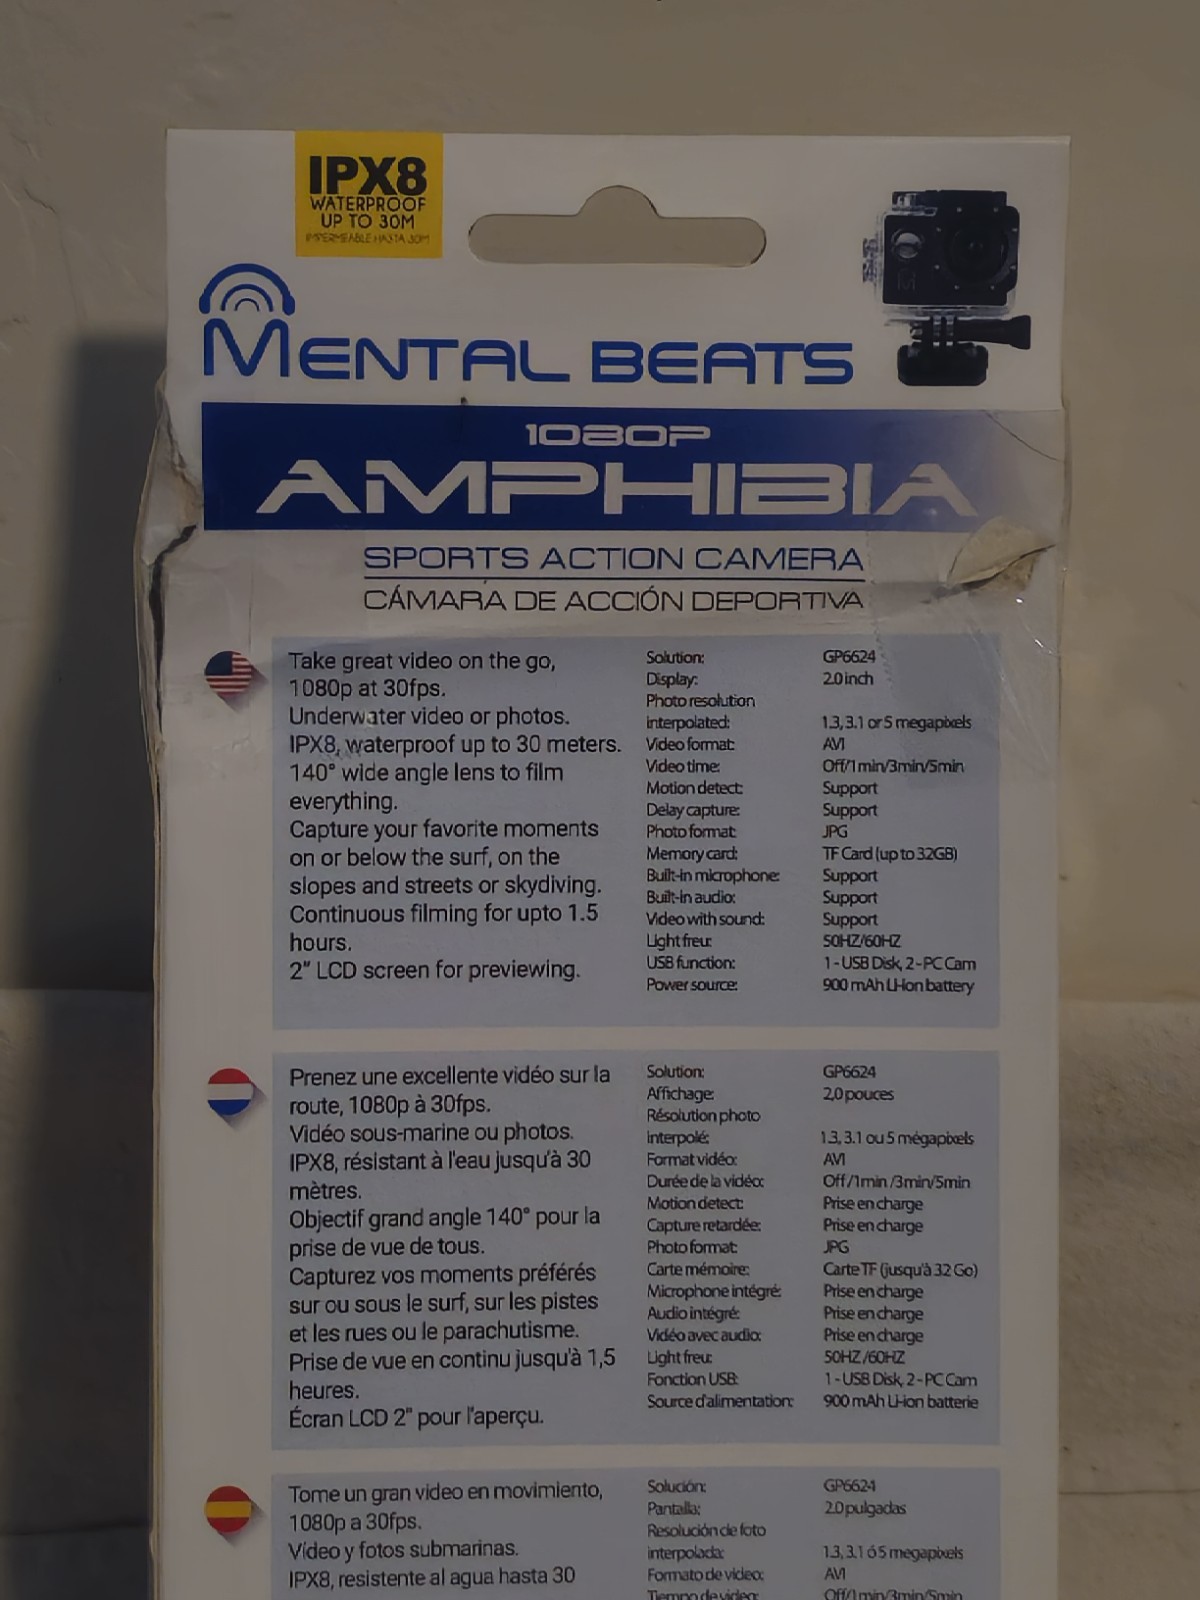 IPX8
WATERPROOF
UP TO 30M
IMPERMEABLE HASTA 30M
MENTAL BEATS
1080P
AMPHIBIA
SPORTS ACTION CAMERA
CÁMARA DE ACCIÓN DEPORTIVA
Take great video on the go,
1080p at 30fps.
Underwater video or photos.
IPX8, waterproof up to 30 meters.
140° wide angle lens to film
everything.
Capture your favorite moments
on or below the surf, on the
slopes and streets or skydiving.
Continuous filming for upto 1.5
hours.
2" LCD screen for previewing.
Solution: GP6624
Display: 2.0 inch
Photo resolution
interpolated: 1.3, 3.1 or 5 megapixels
Video format: AVI
Video time: Off/1min/3min/5min
Motion detect: Support
Delay capture: Support
Photo format: JPG
Memory card: TF Card (up to 32GB)
Built-in microphone: Support
Built-in audio: Support
Video with sound: Support
Light freu: 50HZ/60HZ
USB function: 1 - USB Disk, 2 - PC Cam
Power source: 900 mAh Li-ion battery
Prenez une excellente vidéo sur la
route, 1080p à 30fps.
Vidéo sous-marine ou photos.
IPX8, résistant à l'eau jusqu'à 30
mètres.
Objectif grand angle 140° pour la
prise de vue de tous.
Capturez vos moments préférés
sur ou sous le surf, sur les pistes
et les rues ou le parachutisme.
Prise de vue en continu jusqu'à 1,5
heures.
Écran LCD 2" pour l'aperçu.
Solution: GP6624
Affichage: 2,0 pouces
Résolution photo
interpolé: 1.3, 3.1 ou 5 mégapixels
Format vidéo: AVI
Durée de la vidéo: Off /1min /3min/5min
Motion detect: Prise en charge
Capture retardée: Prise en charge
Photo format: JPG
Carte mémoire: Carte TF (jusqu'à 32 Go)
Microphone intégré: Prise en charge
Audio intégré: Prise en charge
Vidéo avec audio: Prise en charge
Light freu: 50HZ /60HZ
Fonction USB: 1 - USB Disk, 2 - PC Cam
Source d'alimentation: 900 mAh Li-ion batterie
Tome un gran video en movimiento,
1080p a 30fps.
Vídeo y fotos submarinas.
IPX8, resistente al agua hasta 30
Solución: GP6624
Pantalla: 2.0 pulgadas
Resolución de foto
interpolada: 1.3, 3.1 ó 5 megapixels
Formato de video: AVI
Tiempo de video: Off/1min/3min/5min